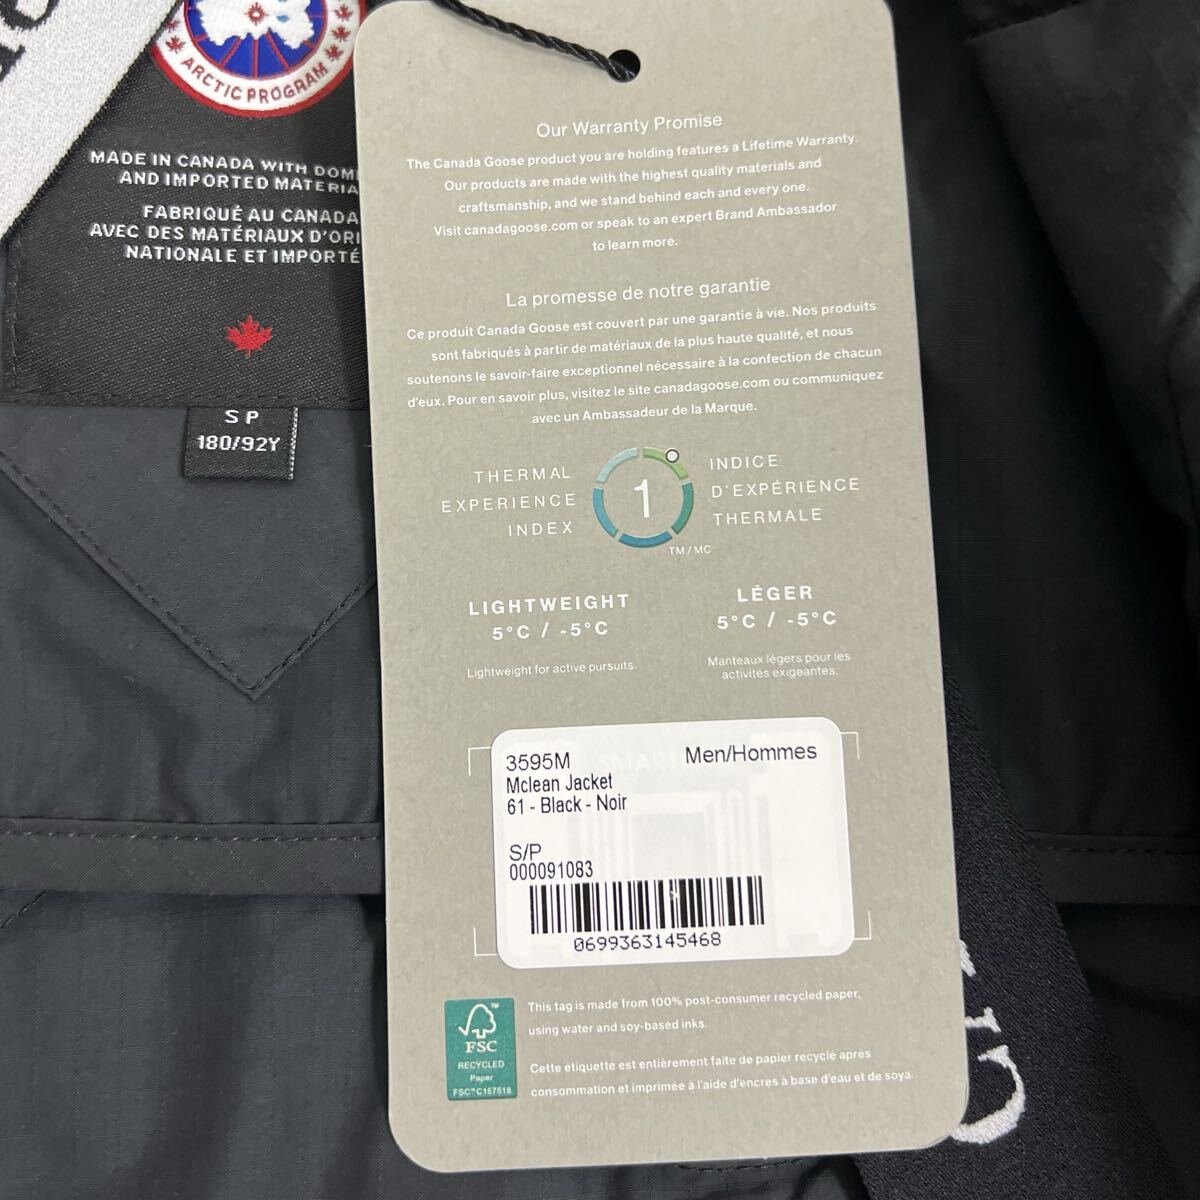 ARCTIC PROGRAM
MADE IN CANADA WITH
AND IMPORTED
FABRIQUÉ AU CANADA
AVEC DES MATÉRIAUX
NATIONALE ET
S P
180/92Y
Our Warranty Promise
The Canada Goose product you are holding features a Lifetime Warranty.
Our products are made with the highest quality materials and
craftsmanship, and we stand behind each and every one.
Visit canadagoose.com or speak to an expert Brand Ambassador
to learn more.
La promesse de notre garantie
Ce produit Canada Goose est couvert par une garantie à vie. Nos produits
sont fabriqués à partir de matériaux de la plus haute qualité, et nous
soutenons le savoir-faire exceptionnel nécessaire à la confection de chacun
d'eux. Pour en savoir plus, visitez le site canadagoose.com ou communiquez
avec un Ambassadeur de la Marque.
THERMAL
EXPERIENCE
INDEX
1
TM/MC
INDICE
D'EXPÉRIENCE
THERMALE
LIGHTWEIGHT
5°C / -5°C
Lightweight for active pursuits.
LÉGER
5°C / -5°C
Manteaux légers pour les
activités exigeantes.
3595M Men/Hommes
Mclean Jacket
61 - Black - Noir
S/P
000091083
0699363145468
FSC
RECYCLED
Paper
FSC™C157518
This tag is made from 100% post-consumer recycled paper,
using water and soy-based inks.
Cette etiquette est entièrement faite de papier recyclé après
consommation et imprimée à l'aide d'encres à base d'eau et de soya.